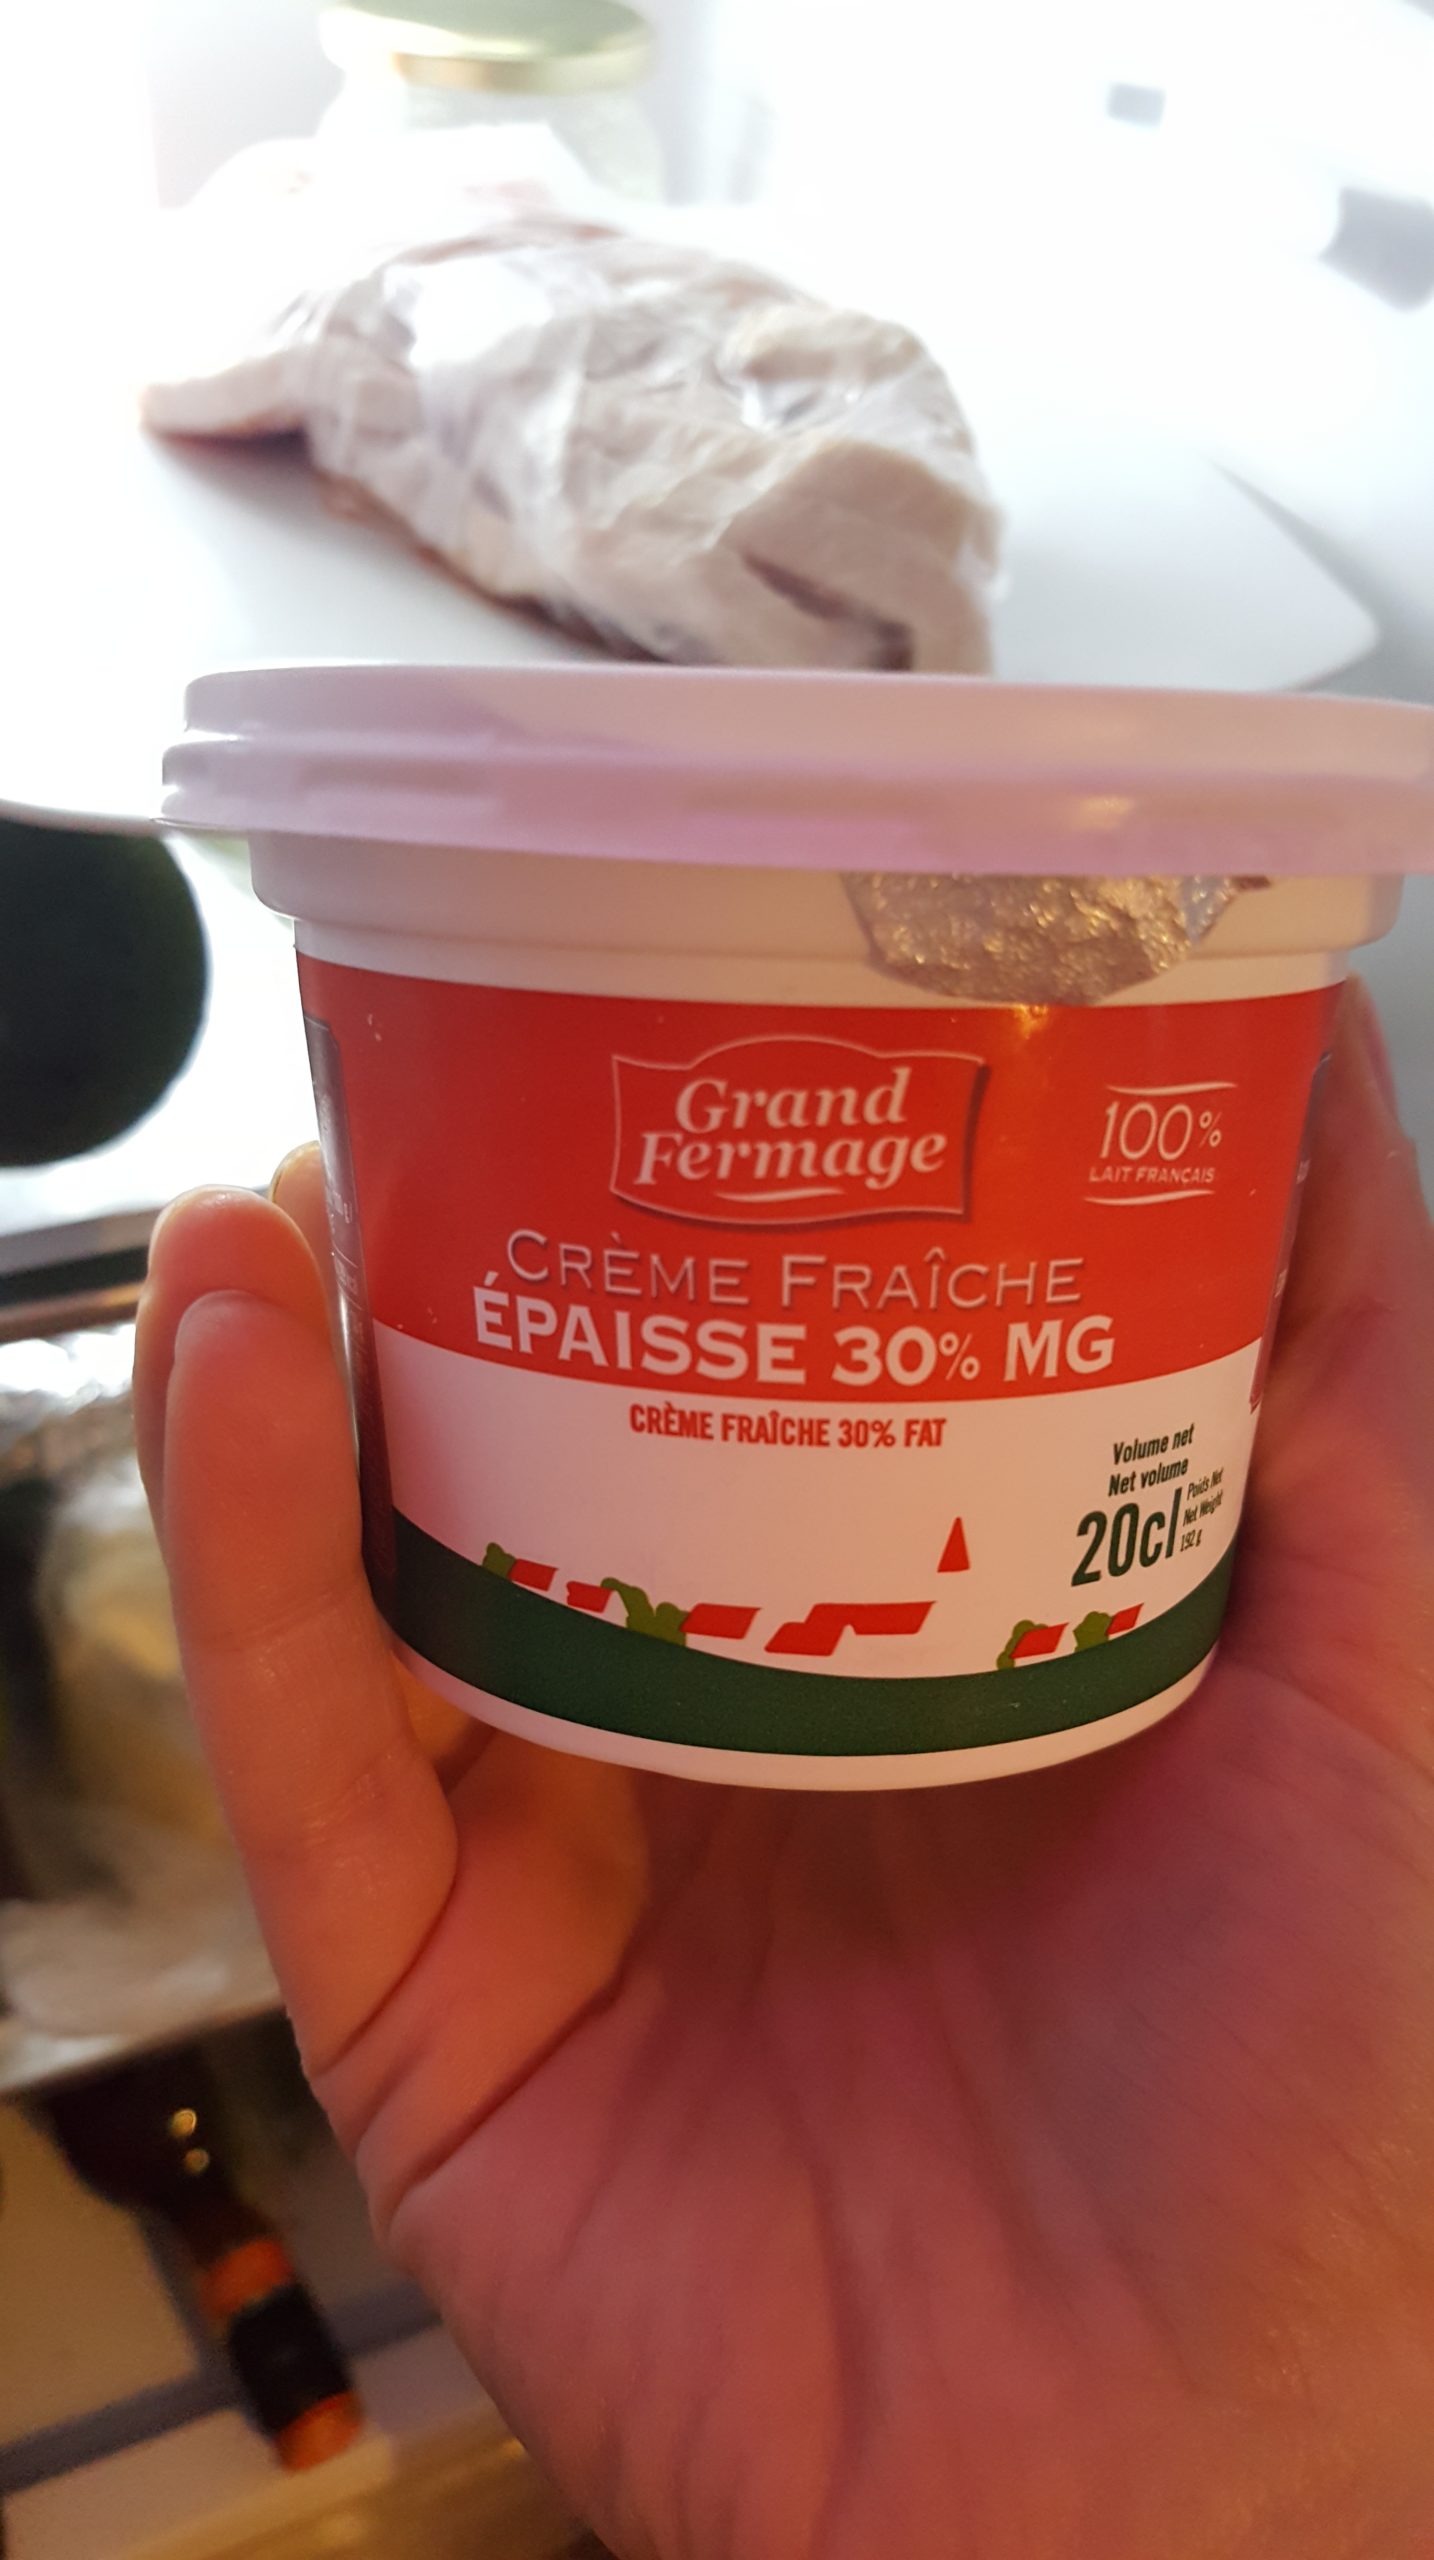 Grand
Fermage
100%
LAIT FRANÇAIS
CRÈME FRAÎCHE
ÉPAISSE 30% MG
CRÈME FRAÎCHE 30% FAT
Volume net
Net volume
20cl
Poids Net
Net Weight
192 g